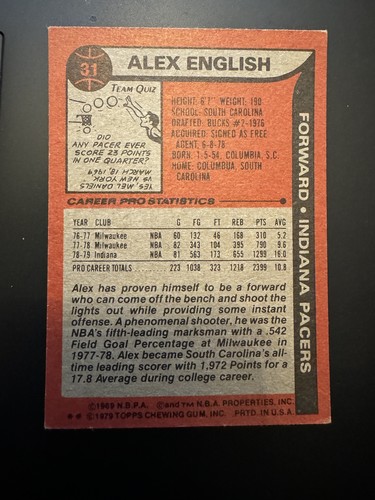 31
ALEX ENGLISH
TEAM QUIZ
DID
ANY PACER EVER
SCORE 23 POINTS
IN ONE QUARTER?
YES, MEL DANIELS
VS NEW YORK
MARCH 18, 1969
HEIGHT: 6'7" WEIGHT: 190
SCHOOL: SOUTH CAROLINA
DRAFTED: BUCKS #2-1976
ACQUIRED: SIGNED AS FREE
AGENT, 6-8-78
BORN: 1-5-54, COLUMBIA, S.C.
HOME: COLUMBUA, SOUTH
CAROLINA
FORWARD • INDIANA PACERS
CAREER PRO STATISTICS
YEAR CLUB G FG FT REB PTS AVG.
76-77 Milwaukee NBA 60 132 46 168 310 5.2
77-78 Milwaukee NBA 82 343 104 395 790 9.6
78-79 Indiana NBA 81 563 173 655 1299 16.0
PRO CAREER TOTALS 223 1038 323 1218 2399 10.8
Alex has proven himself to be a forward
who can come off the bench and shoot the
lights out while providing some instant
offense. A phenomenal shooter, he was the
NBA's fifth-leading marksman with a .542
Field Goal Percentage at Milwaukee in
1977-78. Alex became South Carolina's all-
time leading scorer with 1,972 Points for a
17.8 Average during college career.
©1969 N.B.P.A. ©and™ N.B.A. PROPERTIES, INC.
** ©1979 TOPPS CHEWING GUM, INC. PRTD. IN U.S.A.